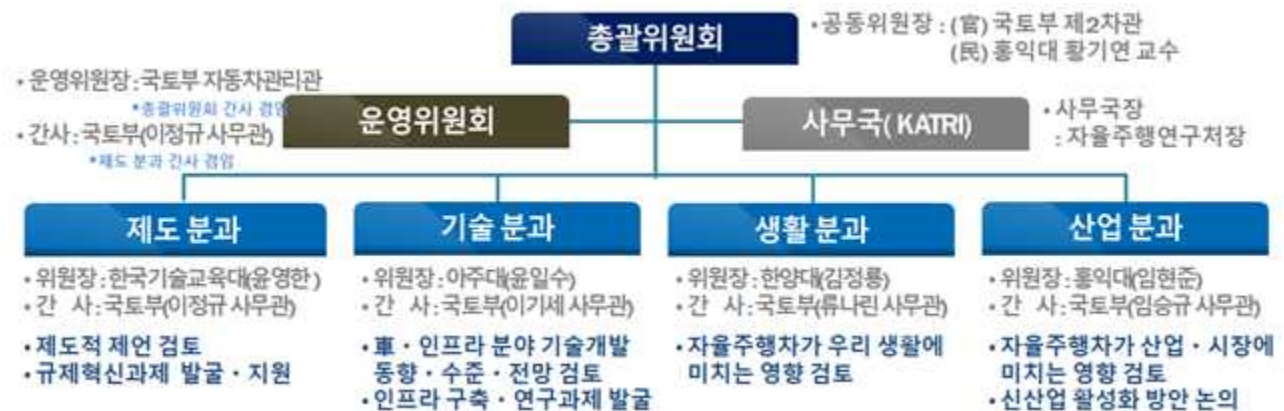 총괄위원회
• 공동위원장 : (官) 국토부 제2차관
(民) 홍익대 황기연 교수
• 운영위원장 : 국토부 자동차관리관
*총괄위원회 간사 겸임
• 간사 : 국토부(이정규 사무관)
*제도 분과 간사 겸임
운영위원회
사무국( KATRI)
• 사무국장
: 자율주행연구처장
제도 분과
• 위원장 : 한국기술교육대(윤영한)
• 간 사 : 국토부(이정규 사무관)
• 제도적 제언 검토
• 규제혁신과제 발굴 · 지원
기술 분과
• 위원장 : 아주대(윤일수)
• 간 사 : 국토부(이기세 사무관)
• 車 · 인프라 분야 기술개발
동향 · 수준 · 전망 검토
• 인프라 구축 · 연구과제 발굴
생활 분과
• 위원장 : 한양대(김정룡)
• 간 사 : 국토부(류나린 사무관)
• 자율주행차가 우리 생활에
미치는 영향 검토
산업 분과
• 위원장 : 홍익대(임현준)
• 간 사 : 국토부(임승규 사무관)
• 자율주행차가 산업 · 시장에
미치는 영향 검토
• 신산업 활성화 방안 논의